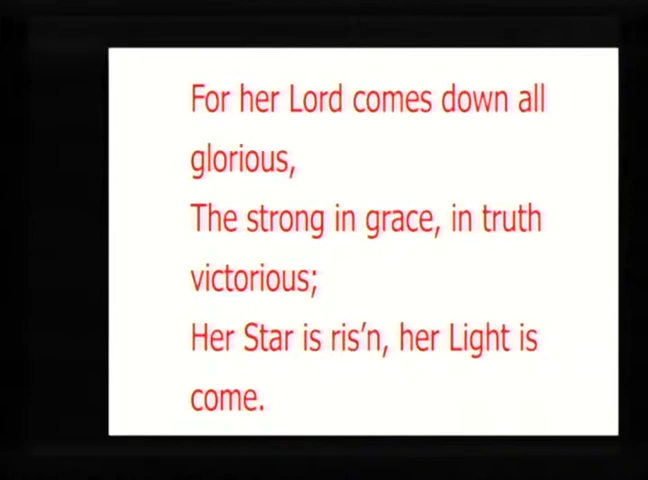 For her Lord comes down all
glorious,
The strong in grace, in truth
victorious;
Her Star is ris’n, her Light is
come.